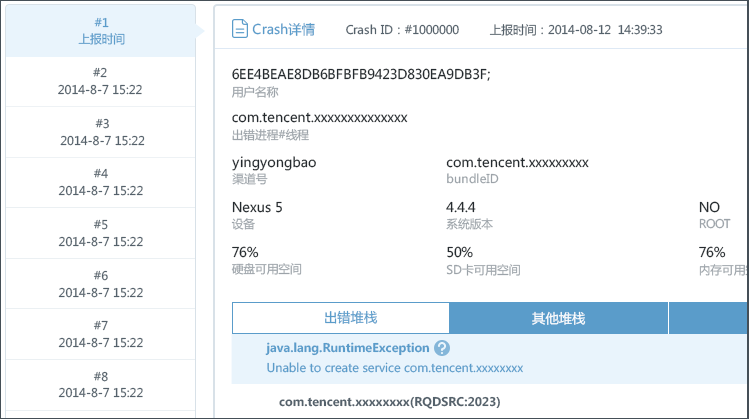 #1
上报时间
#2
2014-8-7 15:22
#3
2014-8-7 15:22
#4
2014-8-7 15:22
#5
2014-8-7 15:22
#6
2014-8-7 15:22
#7
2014-8-7 15:22
#8
2014-8-7 15:22
Crash详情 Crash ID：#1000000 上报时间：2014-08-12 14:39:33
6EE4BEAE8DB6BFBFB9423D830EA9DB3F;
用户名称
com.tencent.xxxxxxxxxxxxxx
出错进程#线程
yingyongbao com.tencent.xxxxxxxxx
渠道号 bundleID
Nexus 5 4.4.4 NO
设备 系统版本 ROOT
76% 50% 76%
硬盘可用空间 SD卡可用空间 内存可用
出错堆栈 其他堆栈
java.lang.RuntimeException ?
Unable to create service com.tencent.xxxxxxxx
com.tencent.xxxxxxxx(RQDSRC:2023)